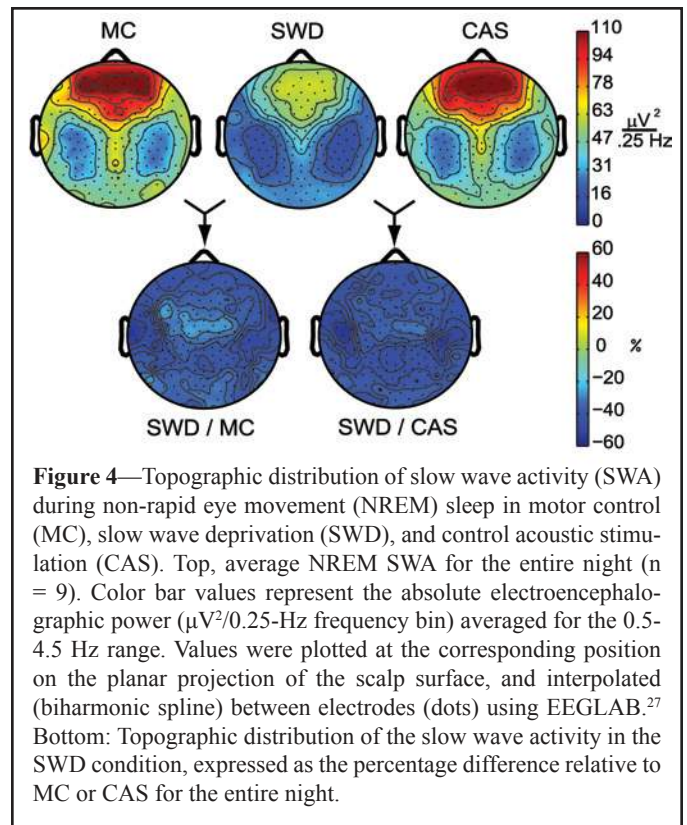 MC SWD CAS
110
94
78
63
47
31
16
0
µV²
.25 Hz
60
40
20
0
−20
−40
−60
%
SWD / MC SWD / CAS
Figure 4—Topographic distribution of slow wave activity (SWA)
during non-rapid eye movement (NREM) sleep in motor control
(MC), slow wave deprivation (SWD), and control acoustic stimu-
lation (CAS). Top, average NREM SWA for the entire night (n
= 9). Color bar values represent the absolute electroencephalo-
graphic power (µV²/0.25-Hz frequency bin) averaged for the 0.5-
4.5 Hz range. Values were plotted at the corresponding position
on the planar projection of the scalp surface, and interpolated
(biharmonic spline) between electrodes (dots) using EEGLAB.²⁷
Bottom: Topographic distribution of the slow wave activity in the
SWD condition, expressed as the percentage difference relative to
MC or CAS for the entire night.